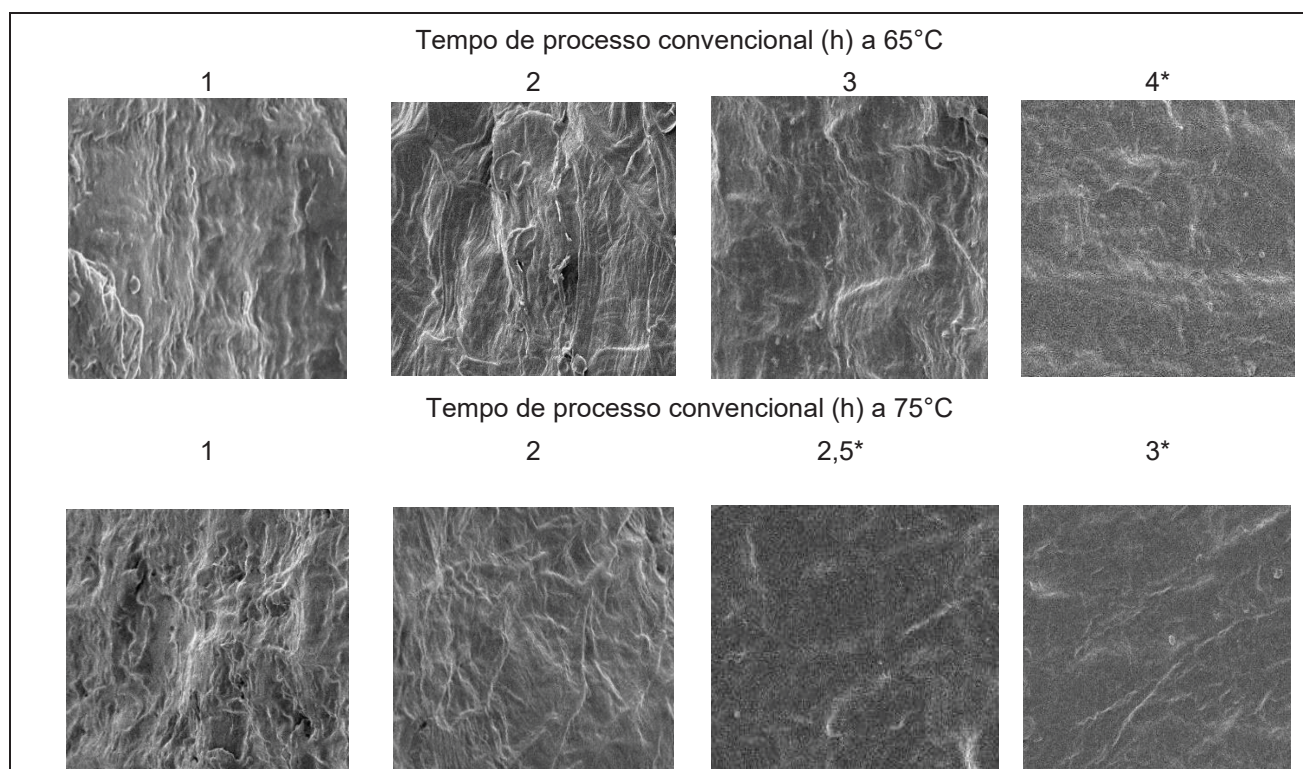 Tempo de processo convencional (h) a 65°C
1 2 3 4*
Tempo de processo convencional (h) a 75°C
1 2 2,5* 3*